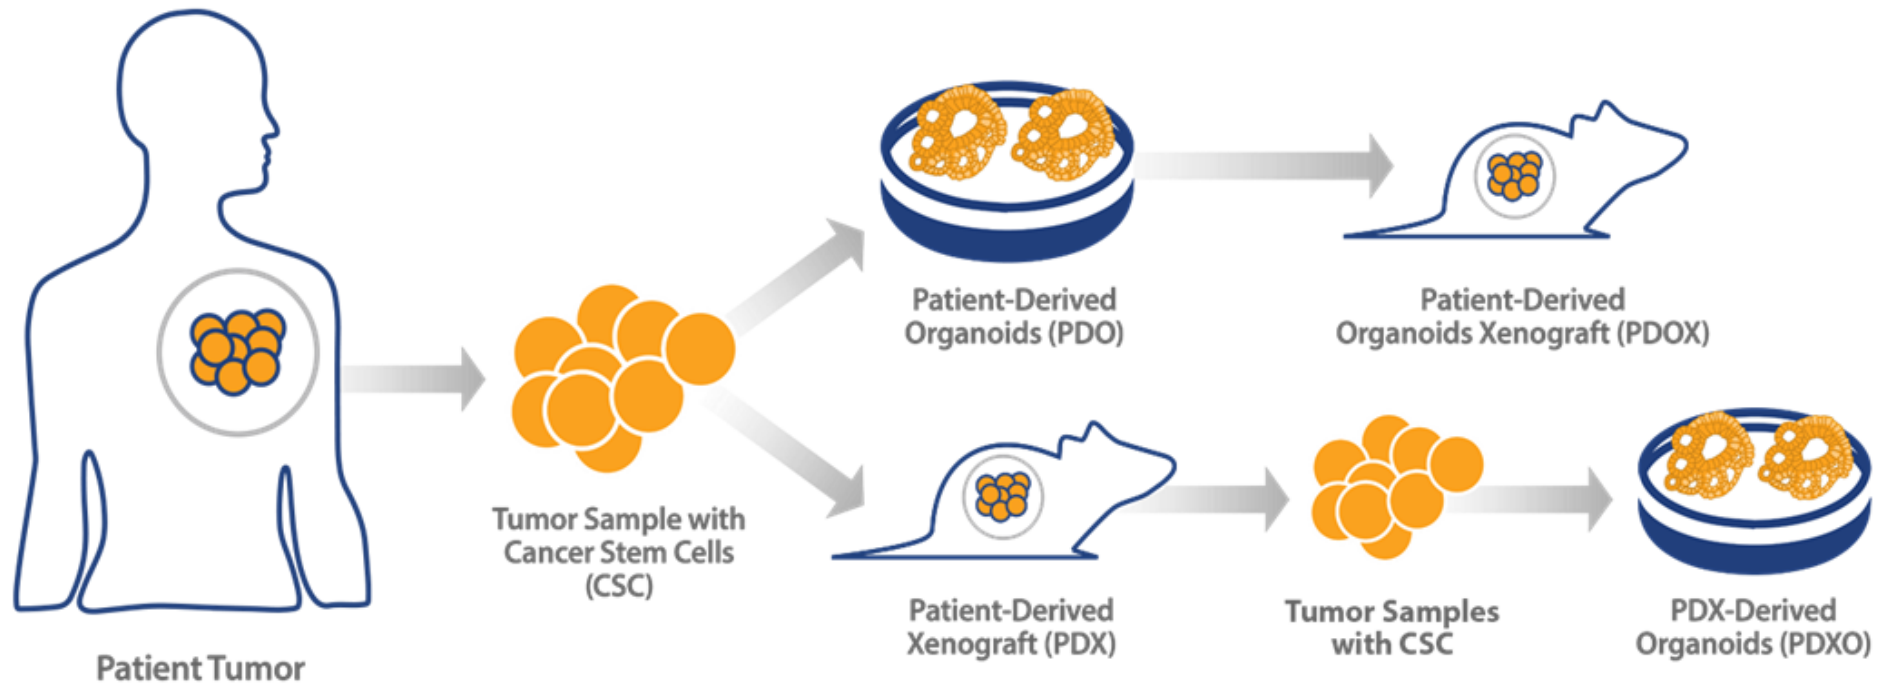 Patient Tumor
Tumor Sample with
Cancer Stem Cells
(CSC)
Patient-Derived
Organoids (PDO)
Patient-Derived
Organoids Xenograft (PDOX)
Patient-Derived
Xenograft (PDX)
Tumor Samples
with CSC
PDX-Derived
Organoids (PDXO)